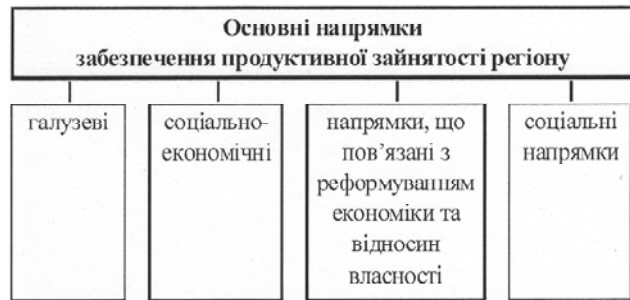 Основні напрямки
забезпечення продуктивної зайнятості регіону
галузеві
соціально-
економічні
напрямки, що
пов’язані з
реформуванням
економіки та
відносин
власності
соціальні
напрямки